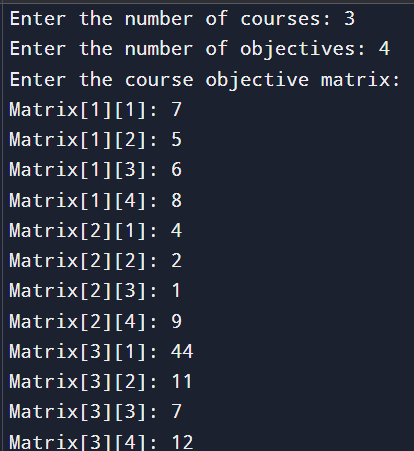 Enter the number of courses: 3
Enter the number of objectives: 4
Enter the course objective matrix:
Matrix[1][1]: 7
Matrix[1][2]: 5
Matrix[1][3]: 6
Matrix[1][4]: 8
Matrix[2][1]: 4
Matrix[2][2]: 2
Matrix[2][3]: 1
Matrix[2][4]: 9
Matrix[3][1]: 44
Matrix[3][2]: 11
Matrix[3][3]: 7
Matrix[3][4]: 12